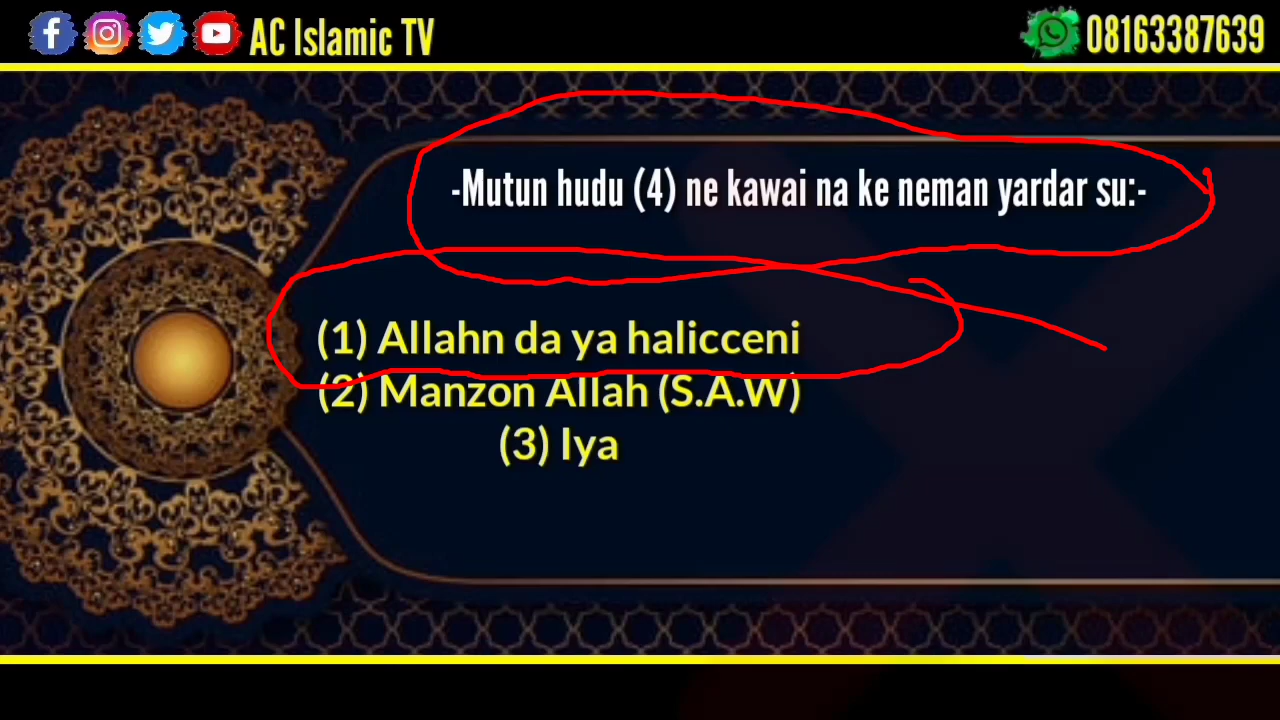 AC Islamic TV
08163387639
-Mutun hudu (4) ne kawai na ke neman yardar su:-
(1) Allahn da ya halicceni
(2) Manzon Allah (S.A.W)
(3) Iya